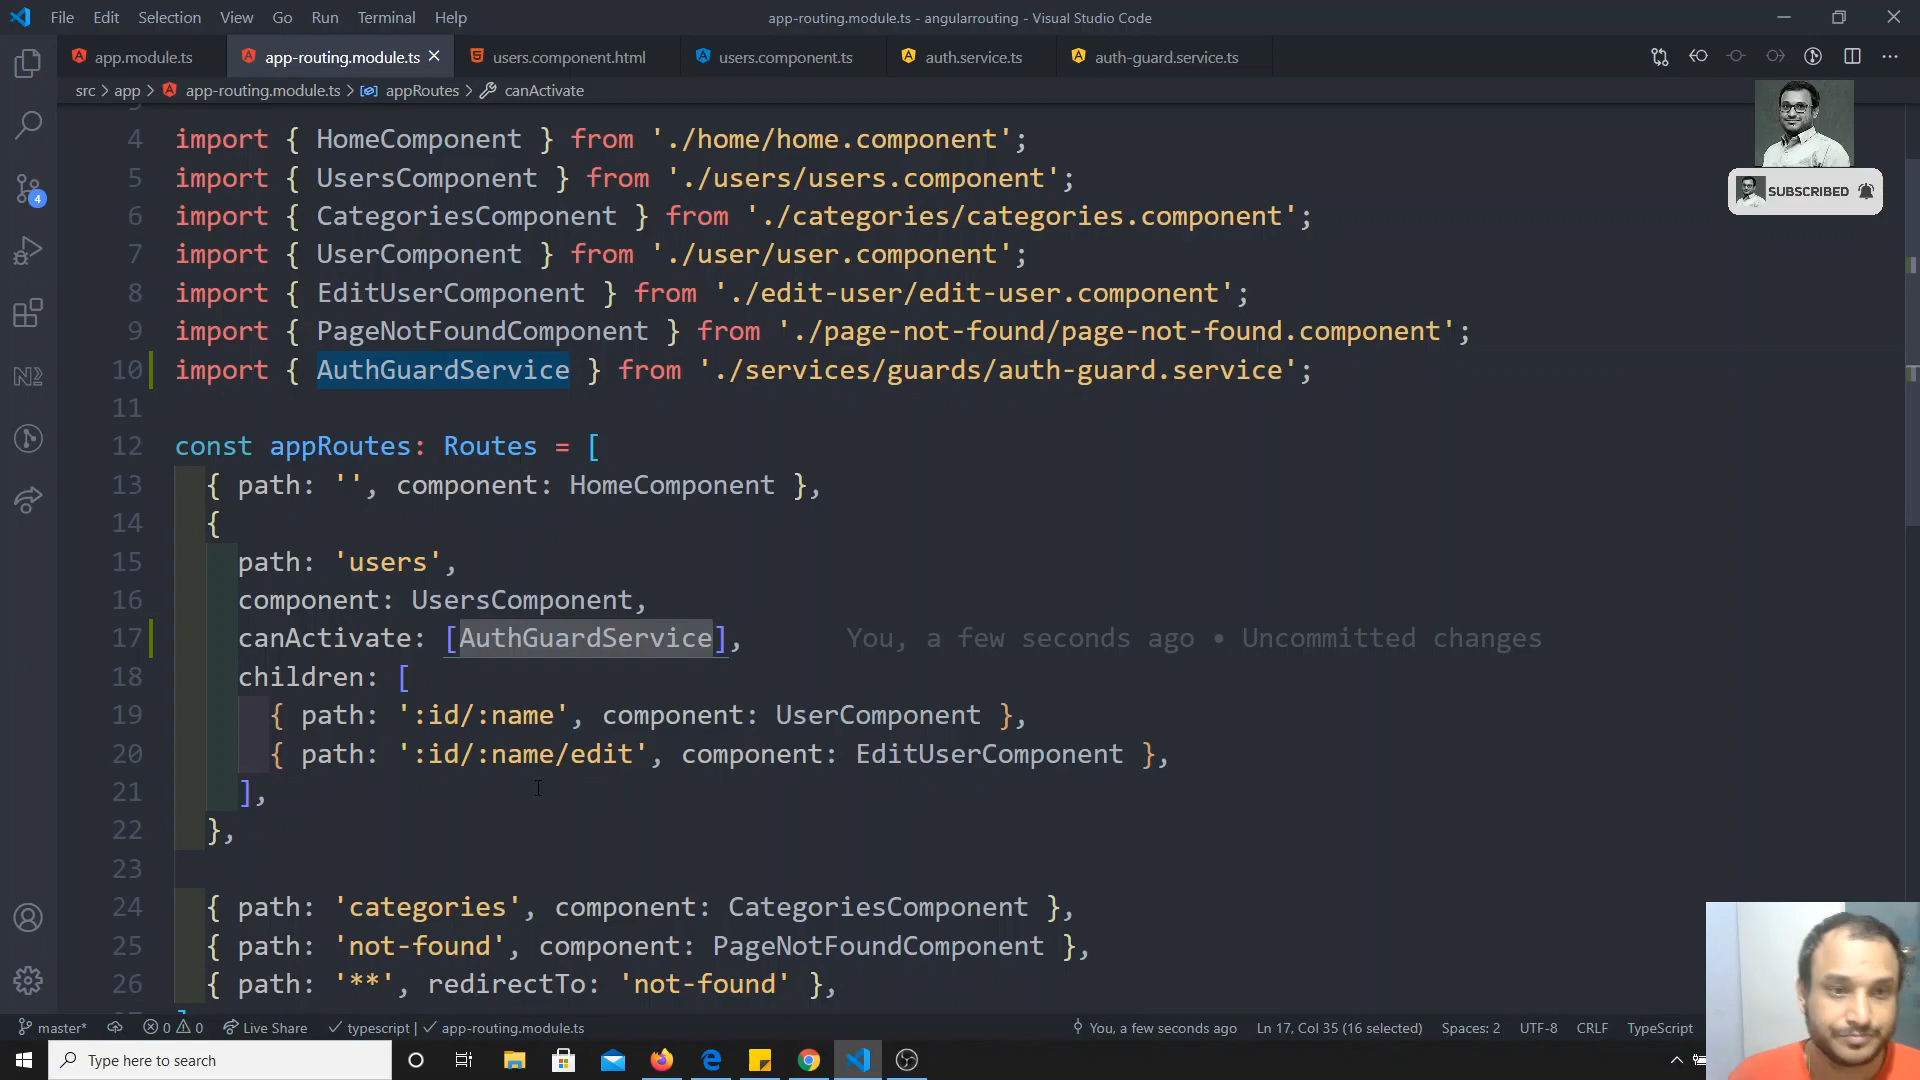 File Edit Selection View Go Run Terminal Help
app-routing.module.ts - angularrouting - Visual Studio Code
app.module.ts
app-routing.module.ts
users.component.html
users.component.ts
auth.service.ts
auth-guard.service.ts
src > app > app-routing.module.ts > appRoutes > canActivate
4 import { HomeComponent } from './home/home.component';
5 import { UsersComponent } from './users/users.component';
6 import { CategoriesComponent } from './categories/categories.component';
7 import { UserComponent } from './user/user.component';
8 import { EditUserComponent } from './edit-user/edit-user.component';
9 import { PageNotFoundComponent } from './page-not-found/page-not-found.component';
10 import { AuthGuardService } from './services/guards/auth-guard.service';
11
12 const appRoutes: Routes = [
13 { path: '', component: HomeComponent },
14 {
15 path: 'users',
16 component: UsersComponent,
17 canActivate: [AuthGuardService], You, a few seconds ago • Uncommitted changes
18 children: [
19 { path: ':id/:name', component: UserComponent },
20 { path: ':id/:name/edit', component: EditUserComponent },
21 ],
22 },
23
24 { path: 'categories', component: CategoriesComponent },
25 { path: 'not-found', component: PageNotFoundComponent },
26 { path: '**', redirectTo: 'not-found' },
SUBSCRIBED
4
master* 0 0 Live Share typescript | app-routing.module.ts
You, a few seconds ago Ln 17, Col 35 (16 selected) Spaces: 2 UTF-8 CRLF TypeScript
Type here to search